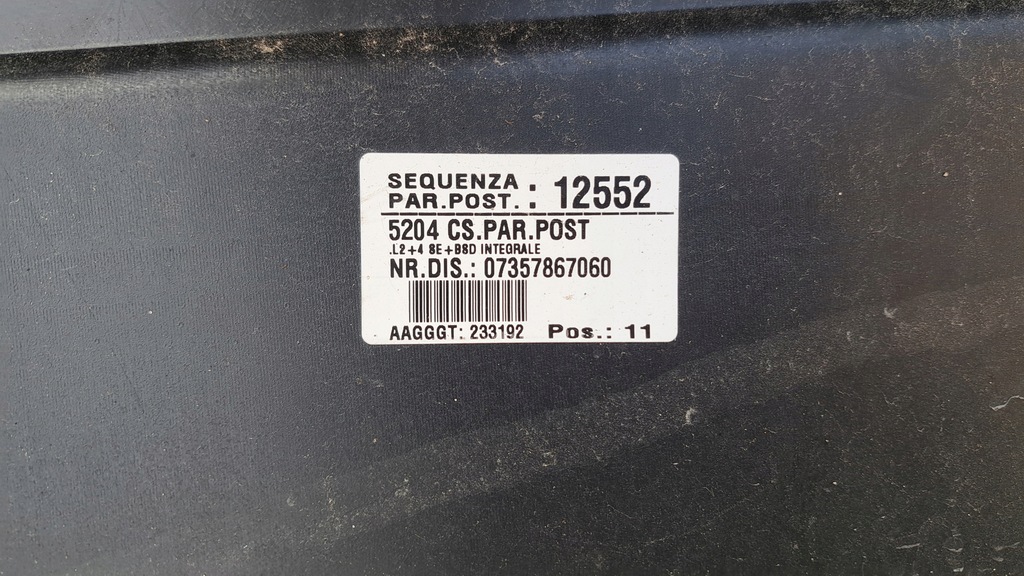 SEQUENZA
PAR.POST. : 12552
5204 CS.PAR.POST
.L2+4 8E+BSD INTEGRALE
NR.DIS.: 07357867060
AAGGGT: 233192 Pos.: 11